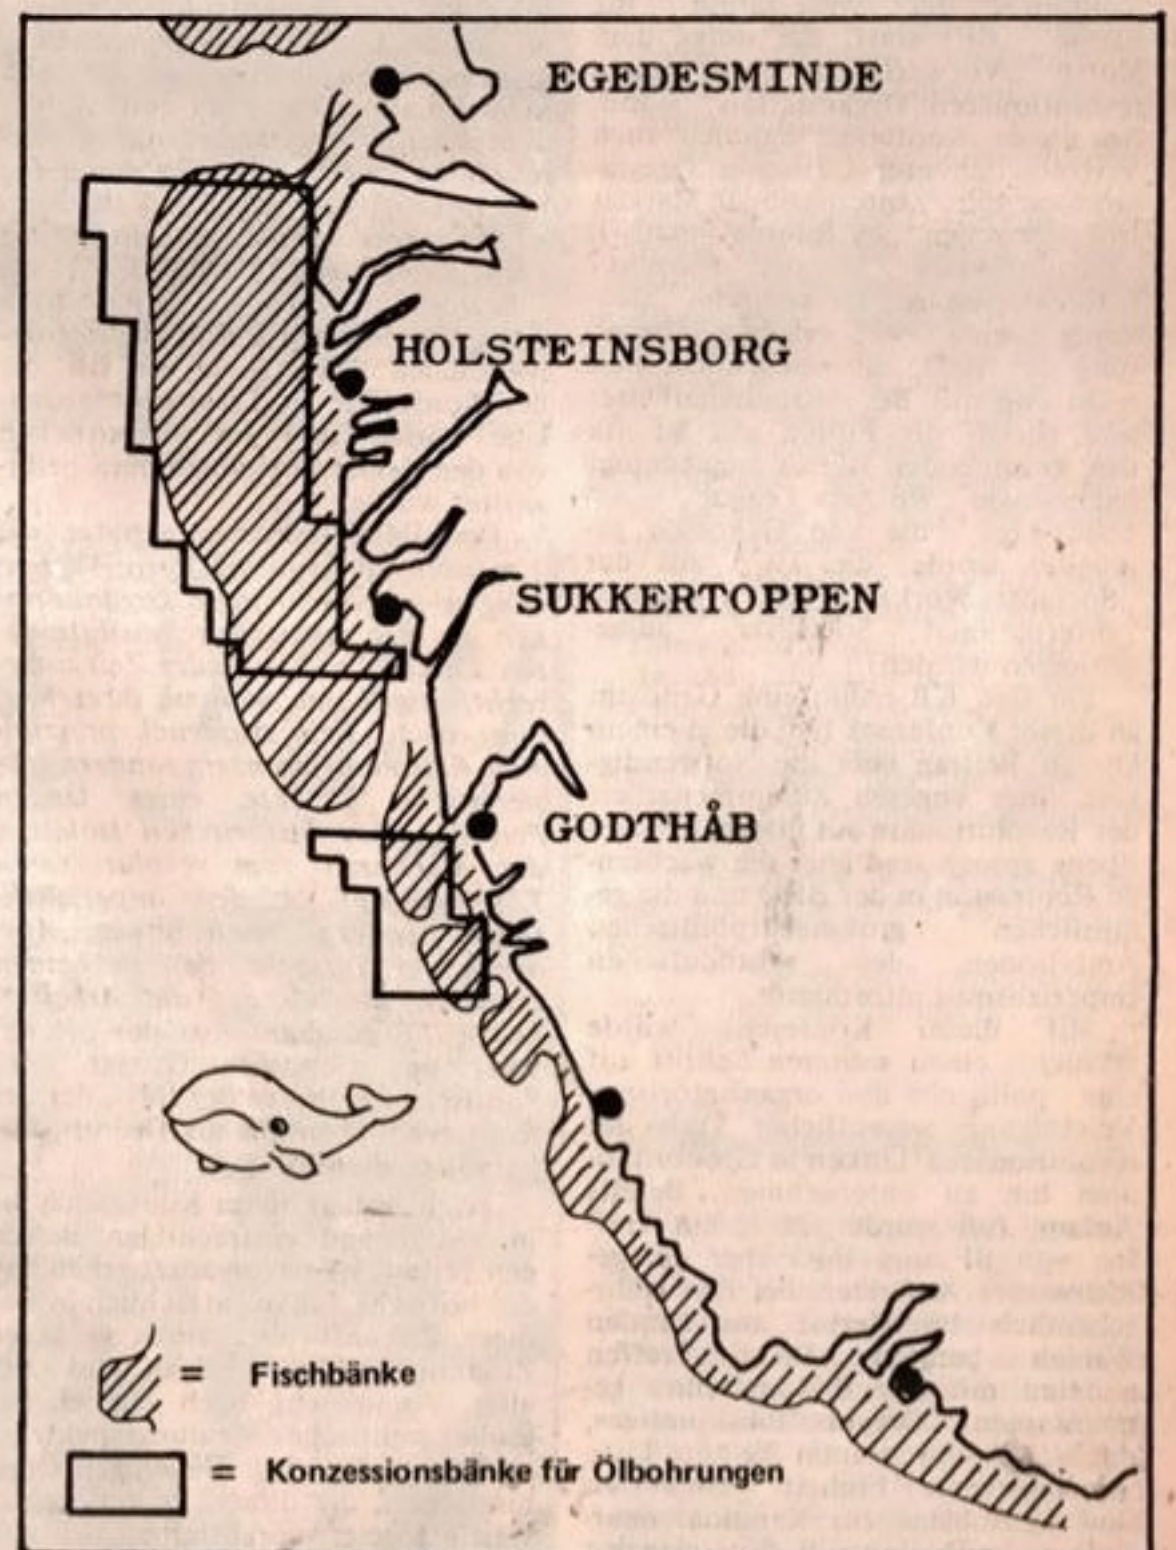 EGEDESMINDE
HOLSTEINSBORG
SUKKERTOPPEN
GODTHÅB
= Fischbänke
= Konzessionsbänke für Ölbohrungen